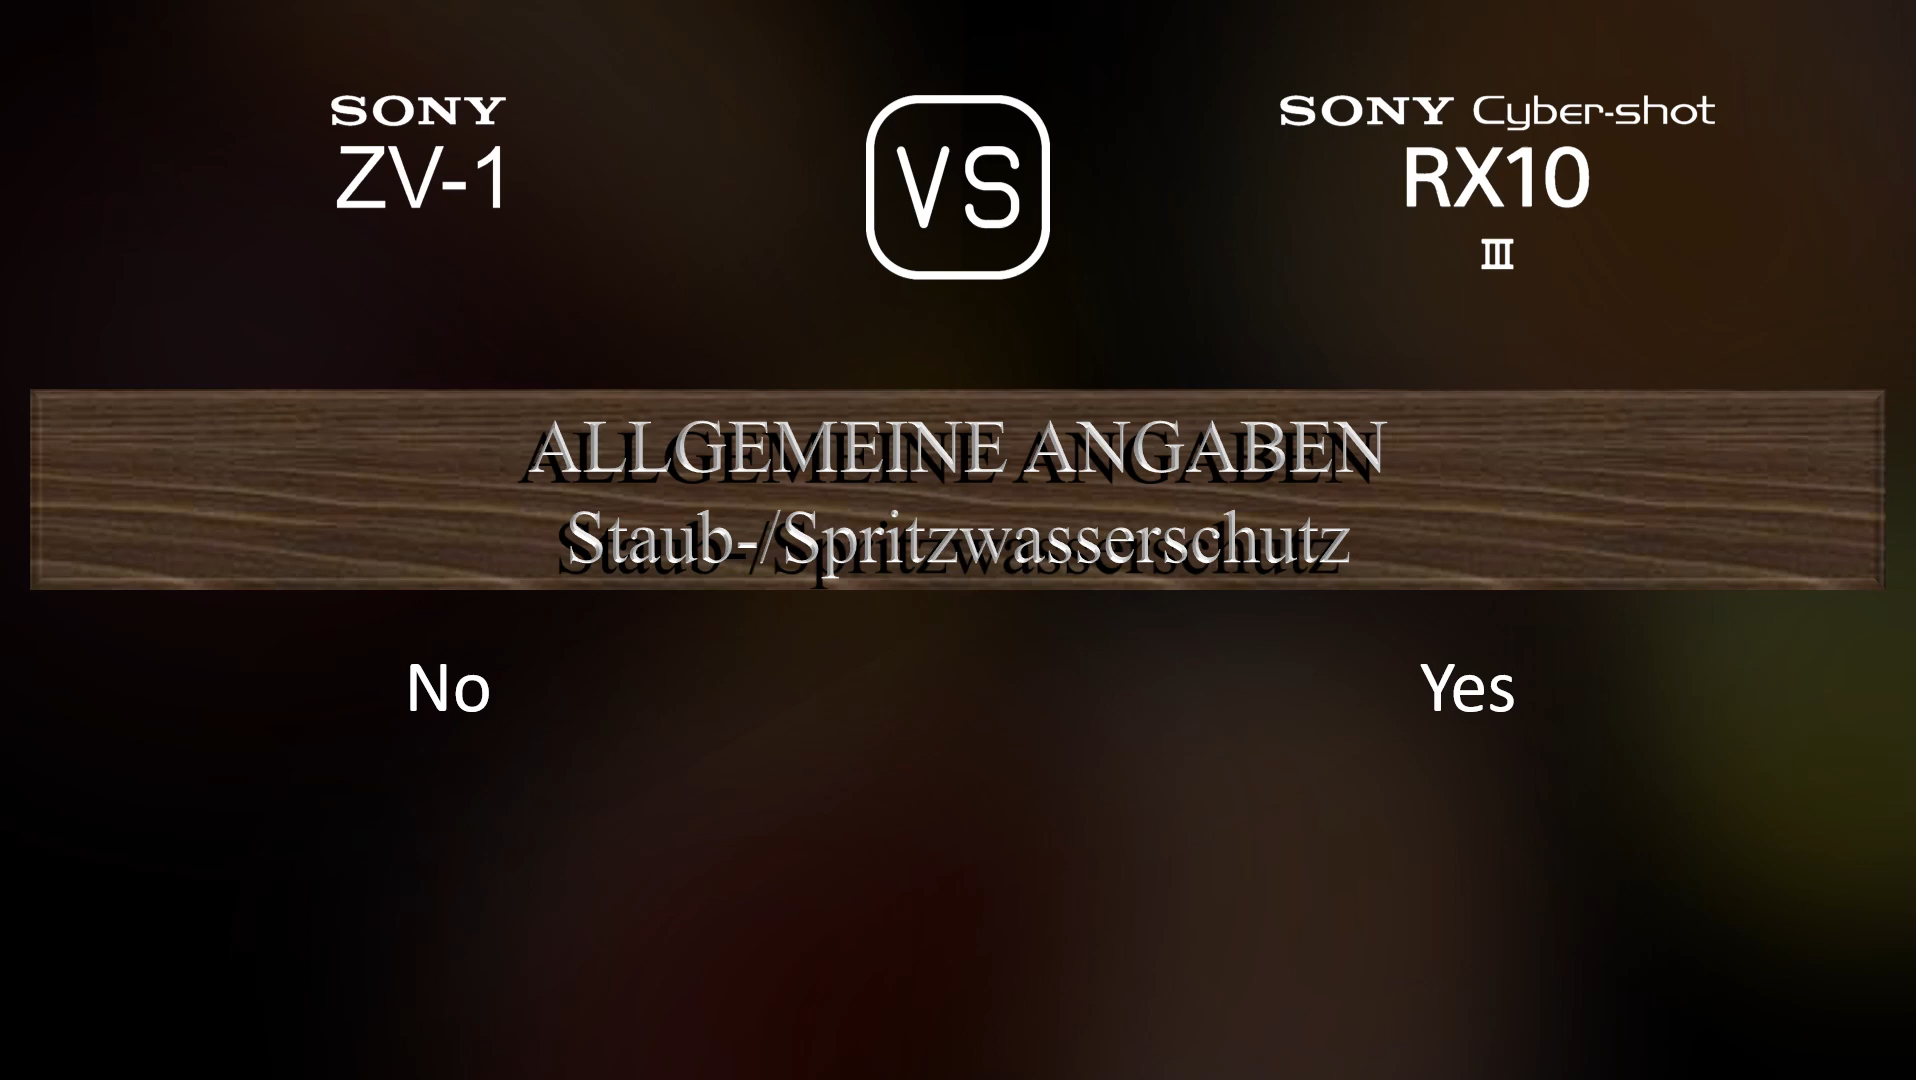 SONY
ZV-1
VS
SONY Cyber-shot
RX10
III
ALLGEMEINE ANGABEN
Staub-/Spritzwasserschutz
No
Yes